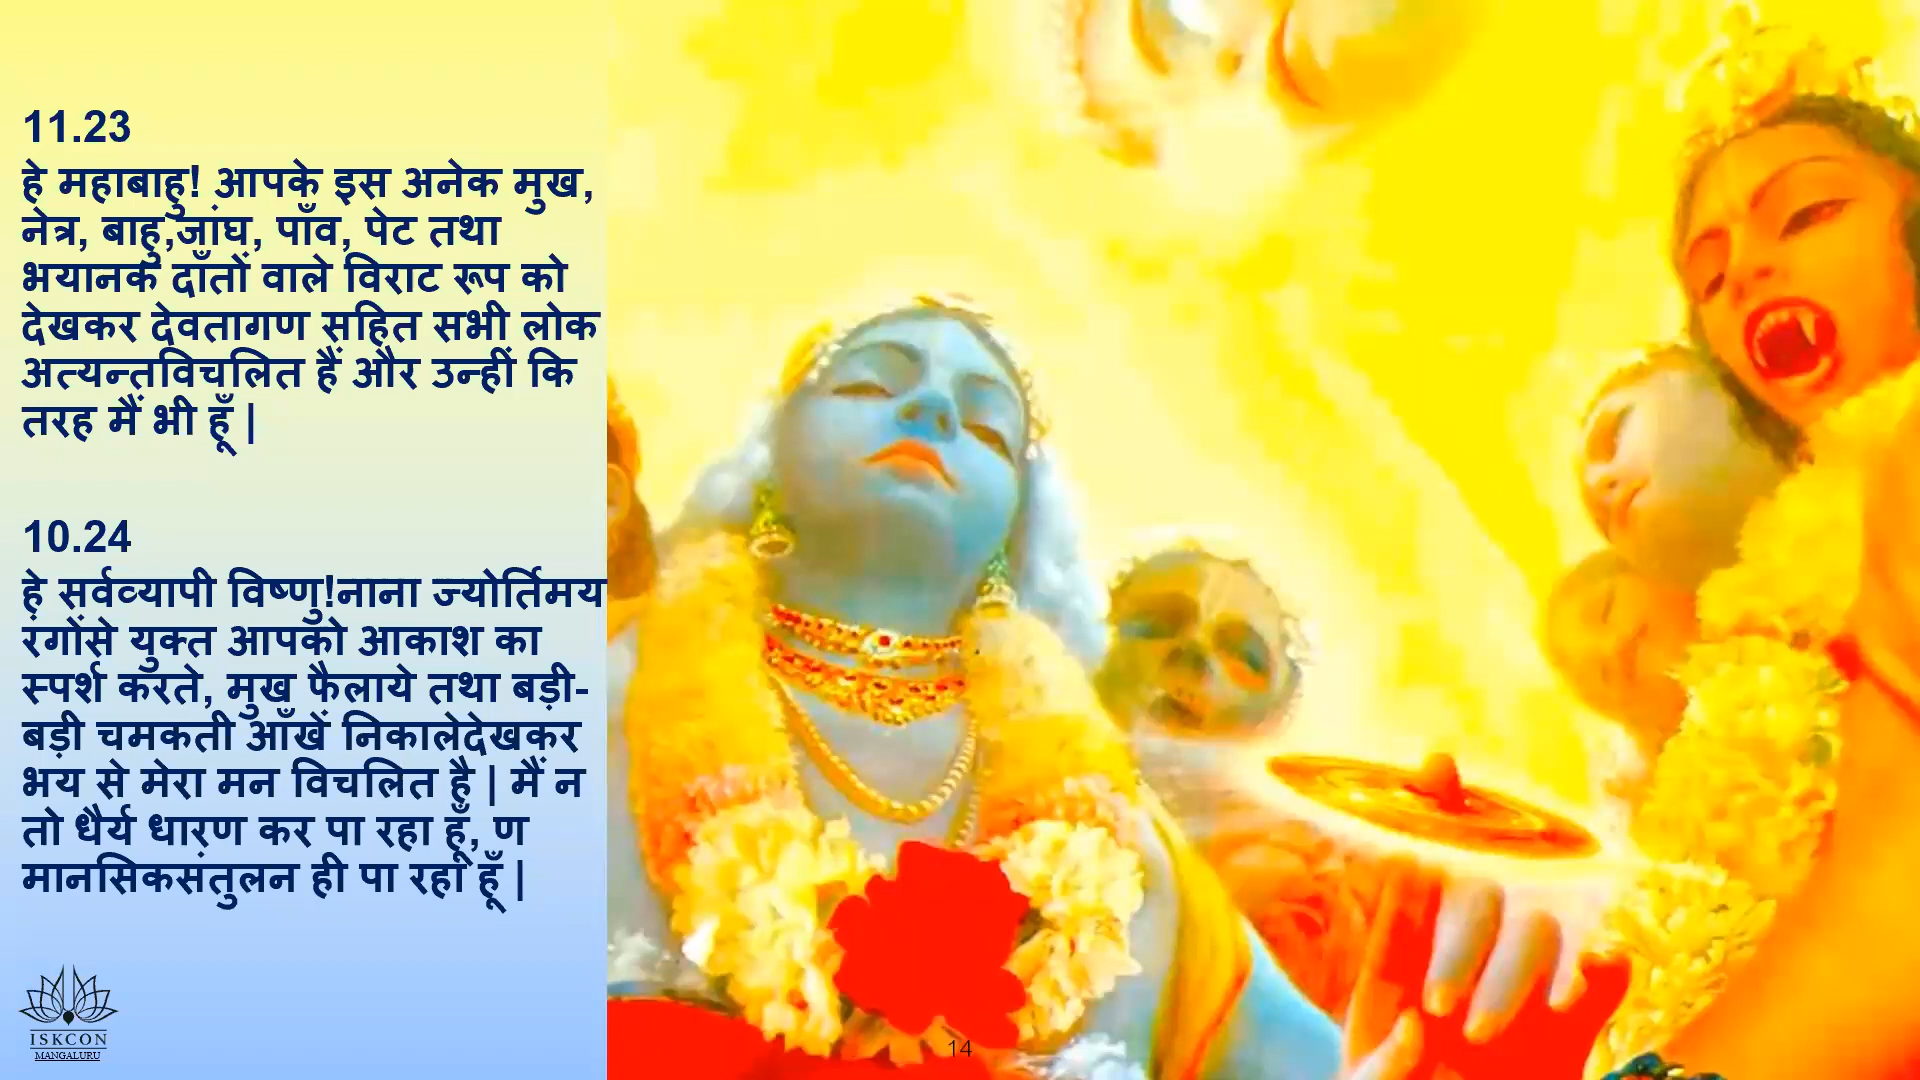 11.23
हे महाबाहु! आपके इस अनेक मुख,
नेत्र, बाहु,जांघ, पाँव, पेट तथा
भयानक दाँतों वाले विराट रूप को
देखकर देवतागण सहित सभी लोक
अत्यन्तविचलित हैं और उन्हीं कि
तरह मैं भी हूँ |
10.24
हे सर्वव्यापी विष्णु!नाना ज्योर्तिमय
रंगोंसे युक्त आपको आकाश का
स्पर्श करते, मुख फैलाये तथा बड़ी-
बड़ी चमकती आँखें निकालेदेखकर
भय से मेरा मन विचलित है | मैं न
तो धैर्य धारण कर पा रहा हूँ, ण
मानसिकसंतुलन ही पा रहा हूँ |
ISKCON
MANGALURU
14